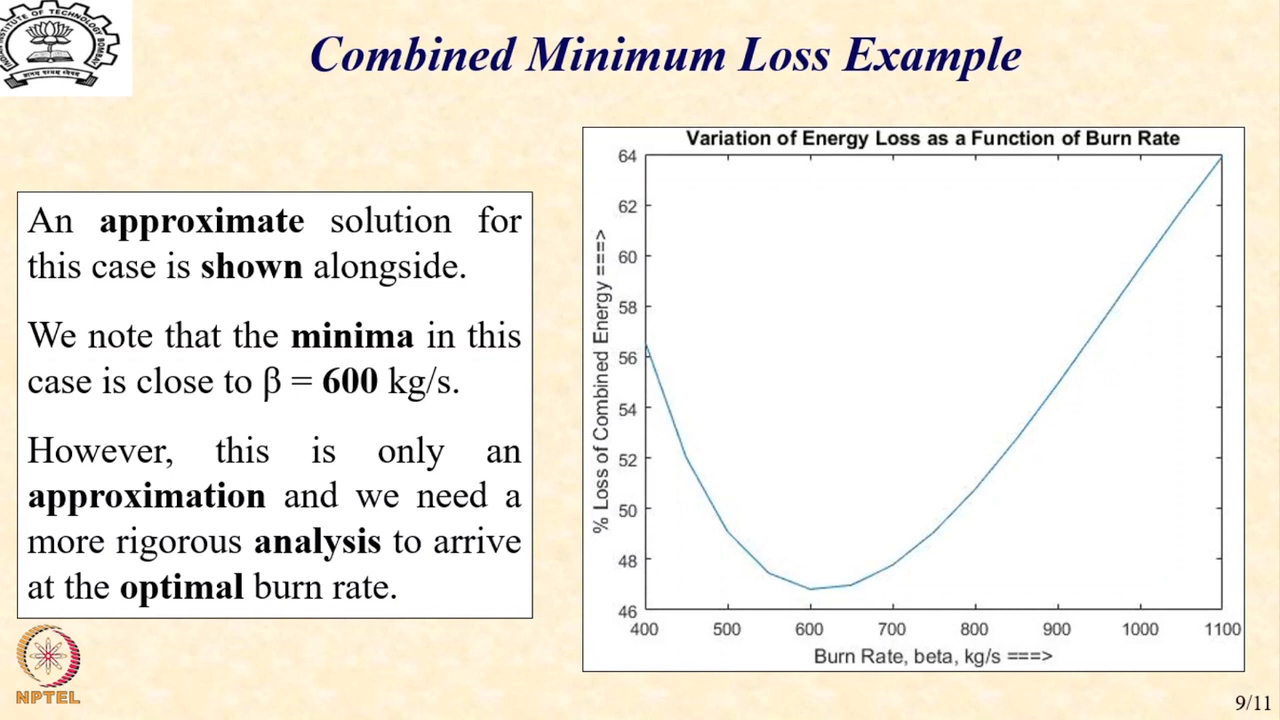 Combined Minimum Loss Example
An approximate solution for
this case is shown alongside.
We note that the minima in this
case is close to β = 600 kg/s.
However, this is only an
approximation and we need a
more rigorous analysis to arrive
at the optimal burn rate.
Variation of Energy Loss as a Function of Burn Rate
% Loss of Combined Energy ===>
64
62
60
58
56
54
52
50
48
46
400 500 600 700 800 900 1000 1100
Burn Rate, beta, kg/s ===>
NPTEL
9/11